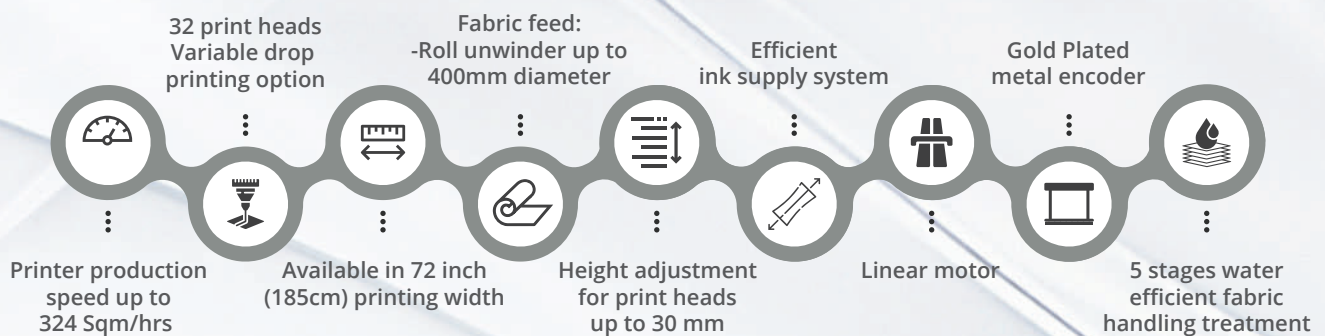 32 print heads
Variable drop
printing option
Fabric feed:
-Roll unwinder up to
400mm diameter
Efficient
ink supply system
Gold Plated
metal encoder
Printer production
speed up to
324 Sqm/hrs
Available in 72 inch
(185cm) printing width
Height adjustment
for print heads
up to 30 mm
Linear motor
5 stages water
efficient fabric
handling treatment